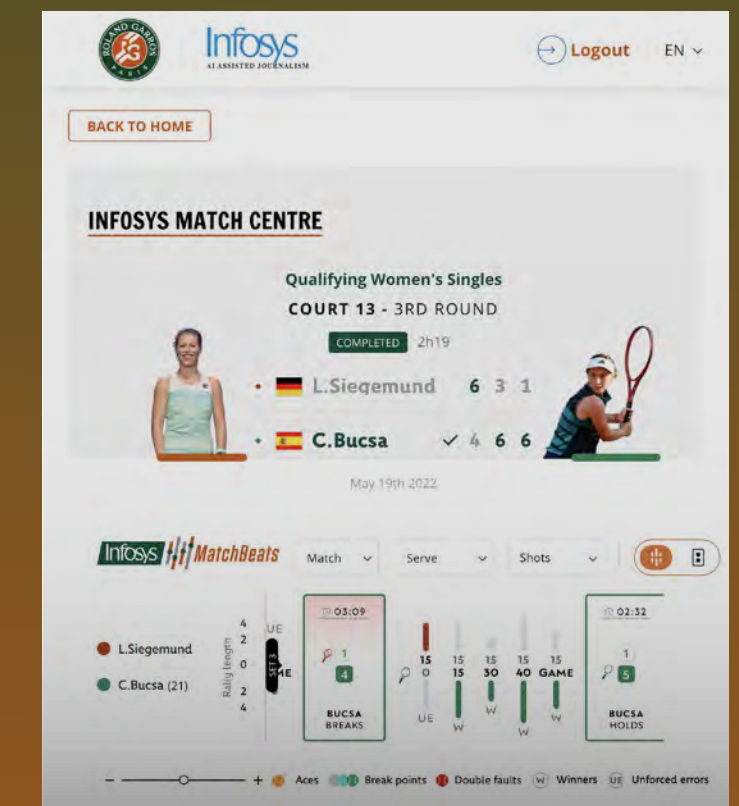 ROLAND GARROS
PARIS
Infosys
AI ASSISTED JOURNALISM
Logout
EN
BACK TO HOME
INFOSYS MATCH CENTRE
Qualifying Women's Singles
COURT 13 - 3RD ROUND
COMPLETED 2h19
L.Siegemund 6 3 1
C.Bucsa 4 6 6
May 19th 2022
Infosys MatchBeats
Match
Serve
Shots
L.Siegemund
C.Bucsa (21)
Rally length
4
2
0
2
4
UE
SET 3
ME
03:09
1
4
BUCSA
BREAKS
15 15 15 15 15
0 15 30 40 GAME
UE W W W W
02:32
1
5
BUCSA
HOLDS
- +
Aces
Break points
Double faults
W Winners
UE Unforced errors